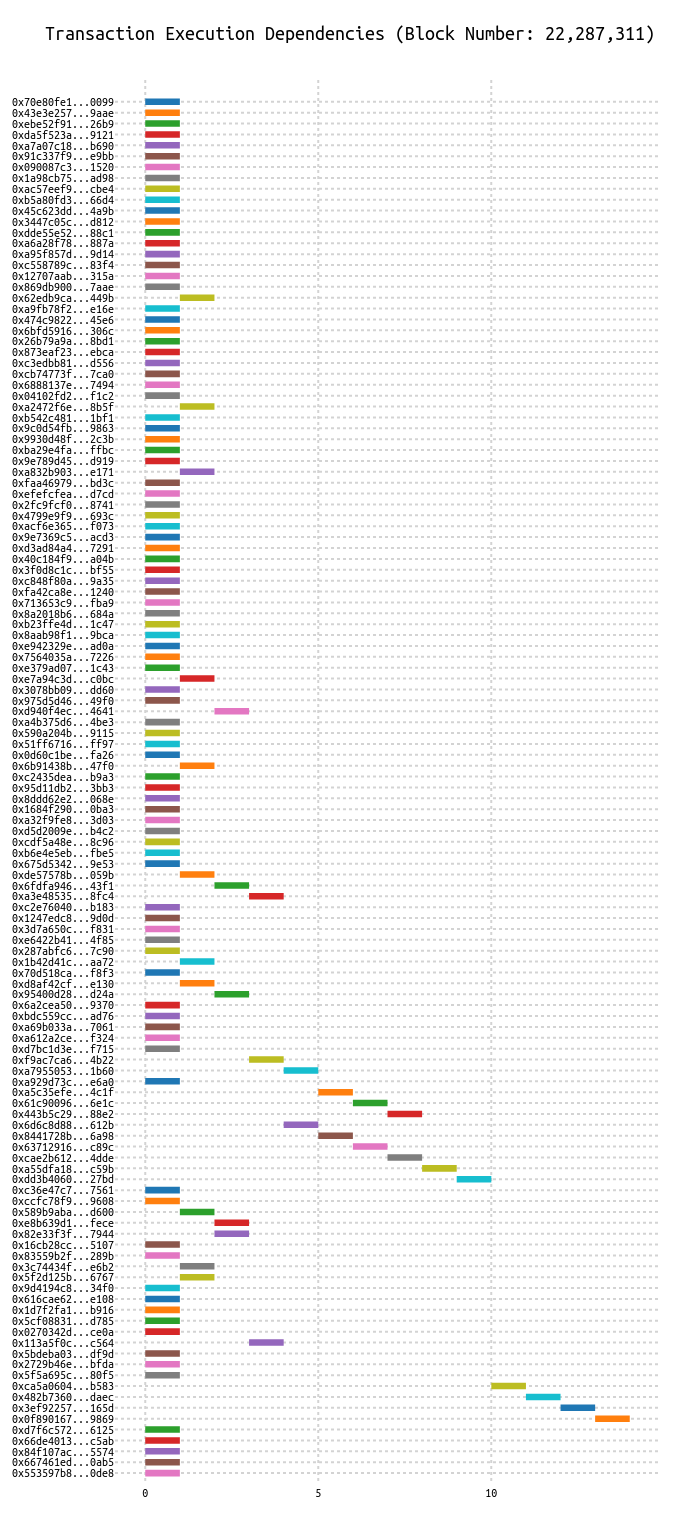 Transaction Execution Dependencies (Block Number: 22,287,311)
0x70e80fe1...0099
0x43e3e257...9aae
0xebe52f91...26b9
0xda5f523a...9121
0xa7a07c18...b690
0x91c337f9...e9bb
0x090087c3...1520
0x1a98cb75...ad98
0xac57eef9...cbe4
0xb5a80fd3...66d4
0x45c623dd...4a9b
0x3447c05c...d812
0xdde55e52...88c1
0xa6a28f78...887a
0xa95f857d...9d14
0xc558789c...83f4
0x12707aab...315a
0x869db900...7aae
0x62edb9ca...449b
0xa9fb78f2...e16e
0x474c9822...45e6
0x6bfd5916...306c
0x26b79a9a...8bd1
0x873eaf23...ebca
0xc3edbb81...d556
0xcb74773f...7ca0
0x6888137e...7494
0x04102fd2...f1c2
0xa2472f6e...8b5f
0xb542c481...1bf1
0x9c0d54fb...9863
0x9930d48f...2c3b
0xba29e4fa...ffbc
0x9e789d45...d919
0xa832b903...e171
0xfaa46979...bd3c
0xefefcfea...d7cd
0x2fc9fcf0...8741
0x4799e9f9...693c
0xacf6e365...f073
0x9e7369c5...acd3
0xd3ad84a4...7291
0x40c184f9...a04b
0x3f0d8c1c...bf55
0xc848f80a...9a35
0xfa42ca8e...1240
0x713653c9...fba9
0x8a2018b6...684a
0xb23ffe4d...1c47
0x8aab98f1...9bca
0xe942329e...ad0a
0x7564035a...7226
0xe379ad07...1c43
0xe7a94c3d...c0bc
0x3078bb09...dd60
0x975d5d46...49f0
0xd940f4ec...4641
0xa4b375d6...4be3
0x590a204b...9115
0x51ff6716...ff97
0x0d60c1be...fa26
0x6b91438b...47f0
0xc2435dea...b9a3
0x95d11db2...3bb3
0x8ddd62e2...068e
0x1684f290...0ba3
0xa32f9fe8...3d03
0xd5d2009e...b4c2
0xcdf5a48e...8c96
0xb6e4e5eb...fbe5
0x675d5342...9e53
0xde57578b...059b
0x6fdfa946...43f1
0xa3e48535...8fc4
0xc2e76040...b183
0x1247edc8...9d0d
0x3d7a650c...f831
0xe6422b41...4f85
0x287abfc6...7c90
0x1b42d41c...aa72
0x70d518ca...f8f3
0xd8af42cf...e130
0x95400d28...d24a
0x6a2cea50...9370
0xbdc559cc...ad76
0xa69b033a...7061
0xa612a2ce...f324
0xd7bc1d3e...f715
0xf9ac7ca6...4b22
0xa7955053...1b60
0xa929d73c...e6a0
0xa5c35efe...4c1f
0x61c90096...6e1c
0x443b5c29...88e2
0x6d6c8d88...612b
0x8441728b...6a98
0x63712916...c89c
0xcae2b612...4dde
0xa55dfa18...c59b
0xdd3b4060...27bd
0xc36e47c7...7561
0xccfc78f9...9608
0x589b9aba...d600
0xe8b639d1...fece
0x82e33f3f...7944
0x16cb28cc...5107
0x83559b2f...289b
0x3c74434f...e6b2
0x5f2d125b...6767
0x9d4194c8...34f0
0x616cae62...e108
0x1d7f2fa1...b916
0x5cf08831...d785
0x0270342d...ce0a
0x113a5f0c...c564
0x5bdeba03...df9d
0x2729b46e...bfda
0x5f5a695c...80f5
0xca5a0604...b583
0x482b7360...daec
0x3ef92257...165d
0x0f890167...9869
0xd7f6c572...6125
0x66de4013...c5ab
0x84f107ac...5574
0x667461ed...0ab5
0x553597b8...0de8
0 5 10